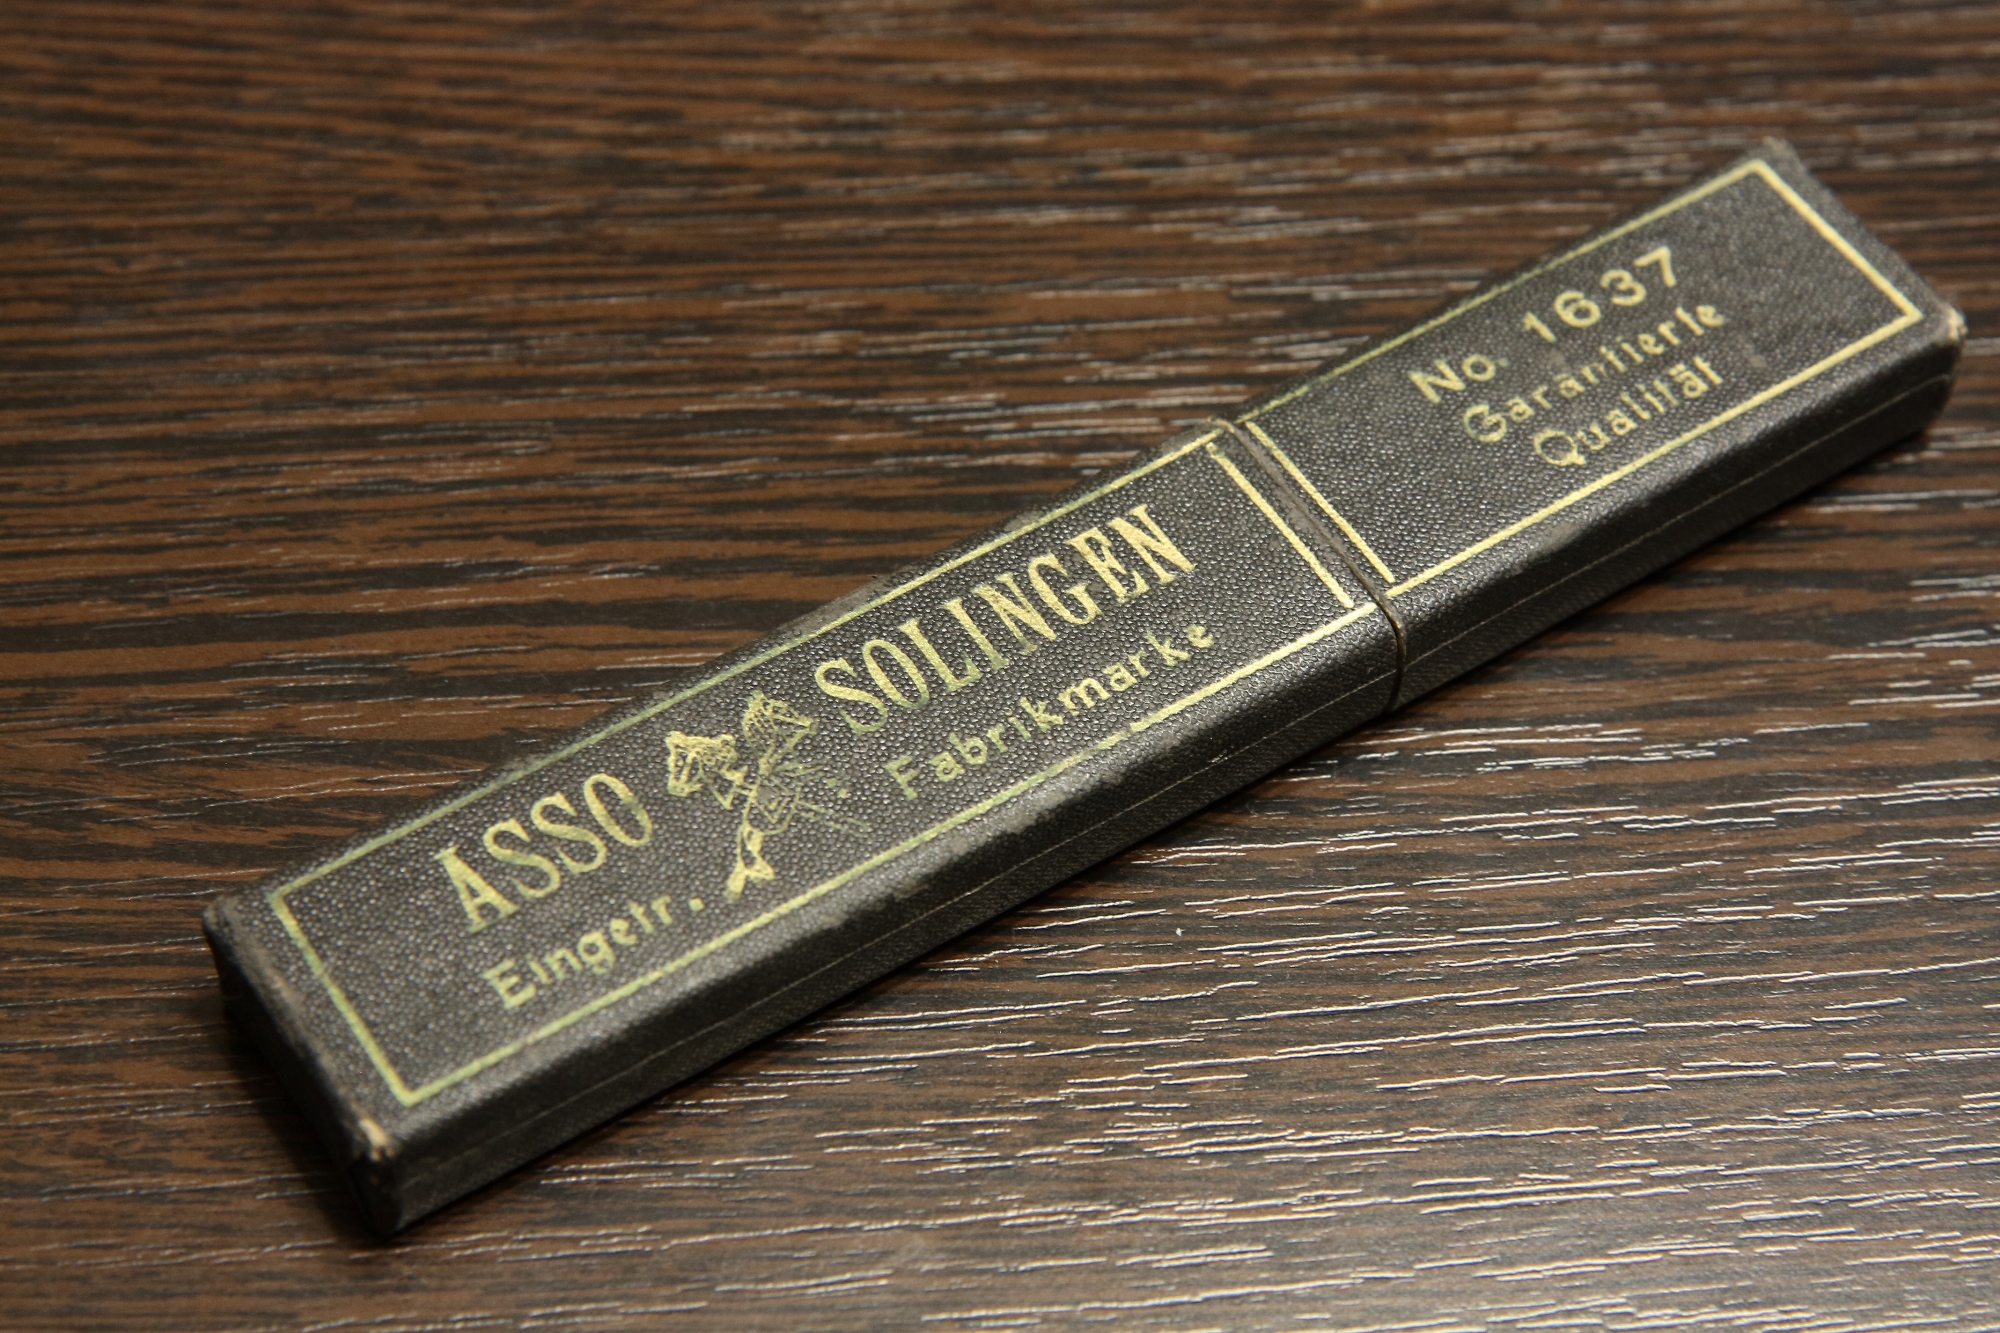 ASSO SOLINGEN
Eingetr. Fabrikmarke
No. 1637
Garantierte
Qualität